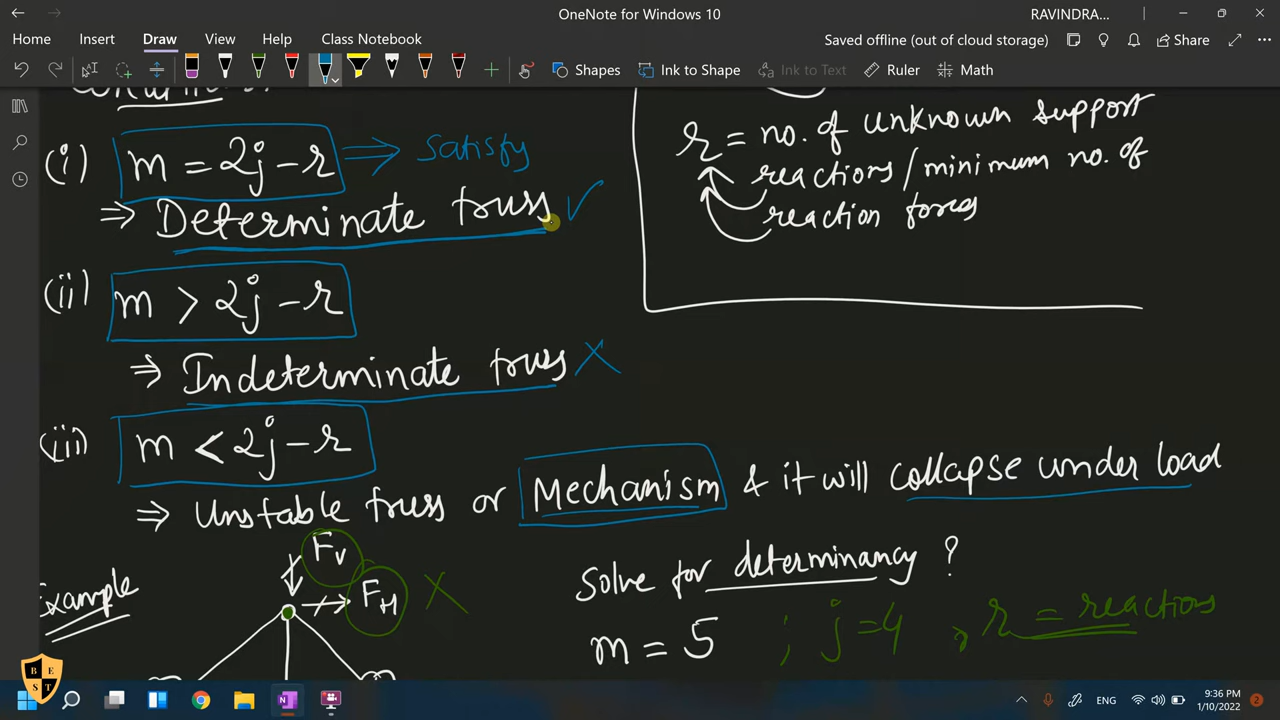 OneNote for Windows 10
RAVINDRA...
Home Insert Draw View Help Class Notebook
Saved offline (out of cloud storage)
Share
Shapes
Ink to Shape
Ink to Text
Ruler
Math
(i) m = 2j - r ⇒ Satisfy
⇒ Determinate truss ✓
(ii) m > 2j - r
⇒ Indeterminate truss ✗
(iii) m < 2j - r
⇒ Unstable truss or Mechanism & it will collapse under load
r = no. of unknown support
reactions / minimum no. of
reaction forces
Example
Fv
FH ✗
Solve for determinancy ?
m = 5 ; j = 4 , r = reactions
BEST
ENG
9:36 PM
1/10/2022
2